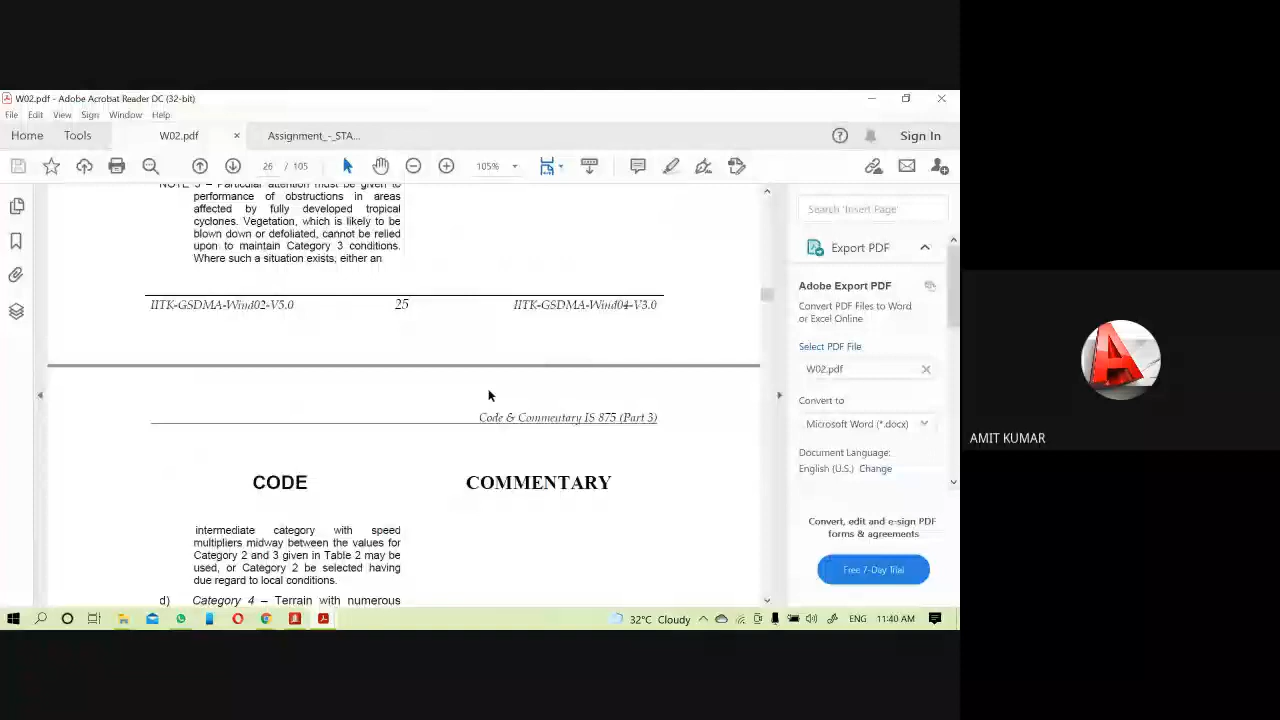 W02.pdf - Adobe Acrobat Reader DC (32-bit)
File Edit View Sign Window Help
Home Tools W02.pdf × Assignment_-_STA... Sign In
26 / 105 105%
NOTE 3 – Particular attention must be given to
performance of obstructions in areas
affected by fully developed tropical
cyclones. Vegetation, which is likely to be
blown down or defoliated, cannot be relied
upon to maintain Category 3 conditions.
Where such a situation exists, either an
IITK-GSDMA-Wind02-V5.0 25 IITK-GSDMA-Wind04-V3.0
Code & Commentary IS 875 (Part 3)
CODE COMMENTARY
intermediate category with speed
multipliers midway between the values for
Category 2 and 3 given in Table 2 may be
used, or Category 2 be selected having
due regard to local conditions.
d) Category 4 – Terrain with numerous
Search 'Insert Page'
Export PDF
Adobe Export PDF
Convert PDF Files to Word
or Excel Online
Select PDF File
W02.pdf
Convert to
Microsoft Word (*.docx)
Document Language:
English (U.S.) Change
Convert, edit and e-sign PDF
forms & agreements
Free 7-Day Trial
32°C Cloudy ENG 11:40 AM
AMIT KUMAR